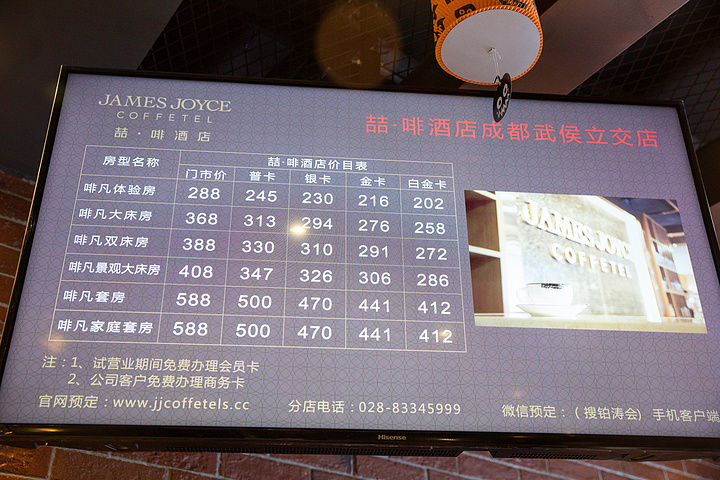 JAMES JOYCE
COFFETEL
喆·啡酒店
喆·啡酒店成都武侯立交店
房型名称 喆·啡酒店价目表
门市价 普卡 银卡 金卡 白金卡
啡凡体验房 288 245 230 216 202
啡凡大床房 368 313 294 276 258
啡凡双床房 388 330 310 291 272
啡凡景观大床房 408 347 326 306 286
啡凡套房 588 500 470 441 412
啡凡家庭套房 588 500 470 441 412
JAMES JOYC
COFFETEL
注：1、试营业期间免费办理会员卡
2、公司客户免费办理商务卡
官网预定：www.jjcoffetels.cc 分店电话：028-83345999 微信预定：（搜铂涛会） 手机客户端
Hisense